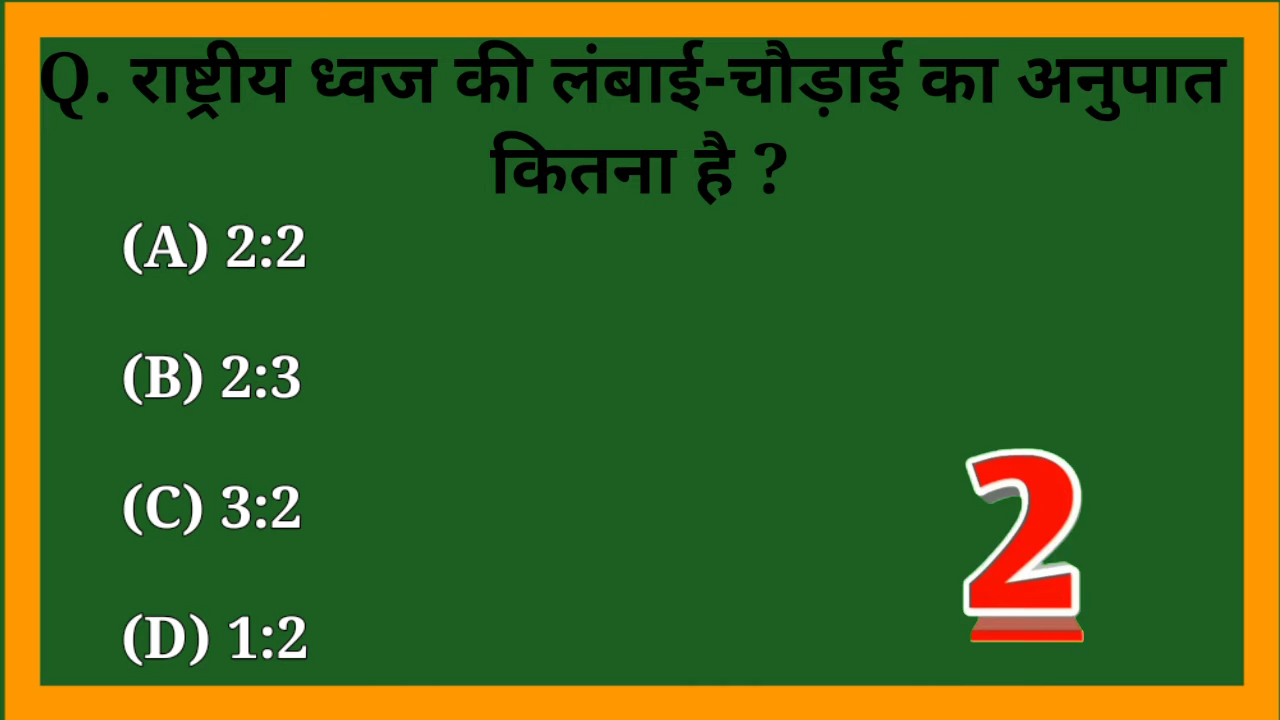 Q. राष्ट्रीय ध्वज की लंबाई-चौड़ाई का अनुपात
कितना है ?
(A) 2:2
(B) 2:3
(C) 3:2
(D) 1:2
2